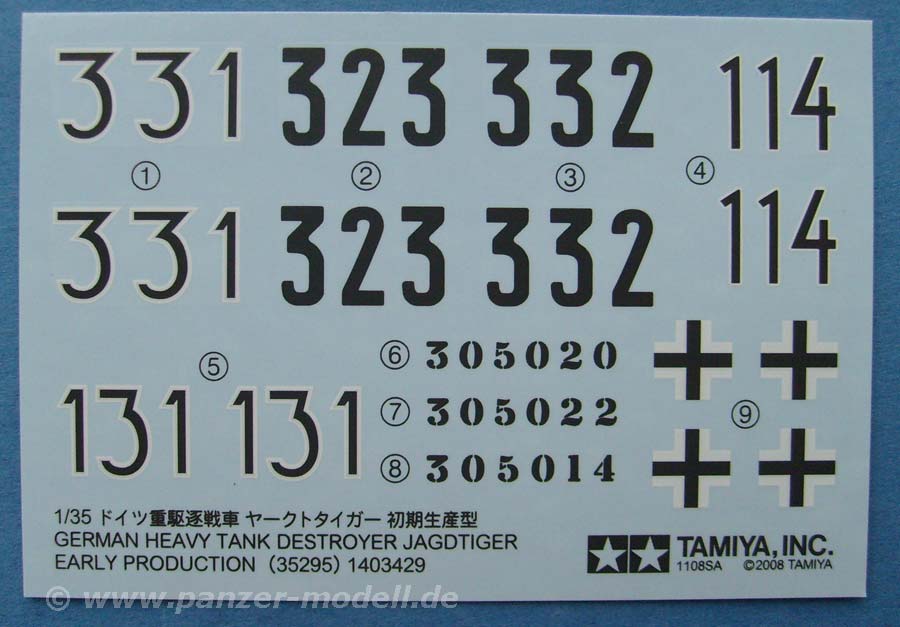 331 323 332 114
① ② ③ ④
331 323 332 114
⑤
⑥ 305020
131 131 ⑦ 305022 ⑨
⑧ 305014
1/35 ドイツ重駆逐戦車 ヤークトタイガー 初期生産型
GERMAN HEAVY TANK DESTROYER JAGDTIGER
EARLY PRODUCTION (35295) 1403429
TAMIYA, INC.
1108SA ©2008 TAMIYA
© www.panzer-modell.de